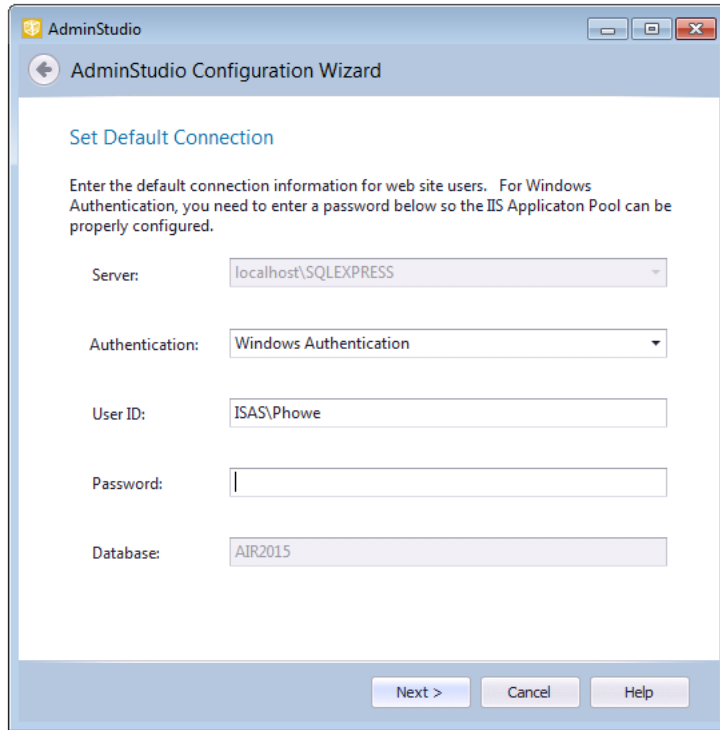 AdminStudio
AdminStudio Configuration Wizard
Set Default Connection
Enter the default connection information for web site users.   For Windows
Authentication, you need to enter a password below so the IIS Applicaton Pool can be
properly configured.
Server: localhost\SQLEXPRESS
Authentication: Windows Authentication
User ID: ISAS\Phowe
Password:
Database: AIR2015
Next > Cancel Help